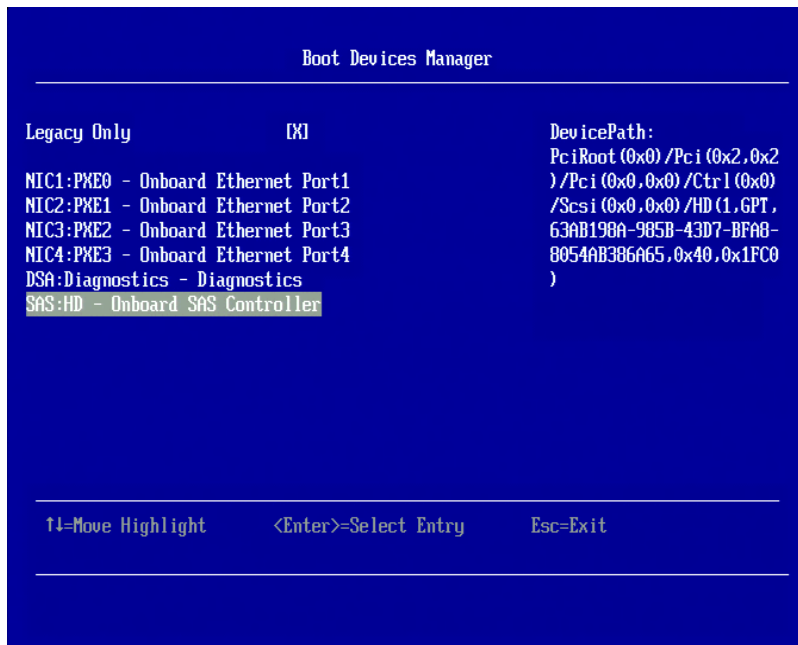 Boot Devices Manager
Legacy Only [X]
NIC1:PXE0 - Onboard Ethernet Port1
NIC2:PXE1 - Onboard Ethernet Port2
NIC3:PXE2 - Onboard Ethernet Port3
NIC4:PXE3 - Onboard Ethernet Port4
DSA:Diagnostics - Diagnostics
SAS:HD - Onboard SAS Controller
DevicePath:
PciRoot(0x0)/Pci(0x2,0x2
)/Pci(0x0,0x0)/Ctrl(0x0)
/Scsi(0x0,0x0)/HD(1,GPT,
63AB198A-985B-43D7-BFA8-
8054AB386A65,0x40,0x1FC0
)
↑↓=Move Highlight <Enter>=Select Entry Esc=Exit